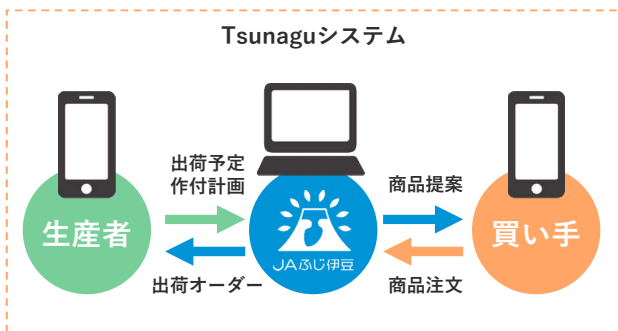 Tsunaguシステム
出荷予定
作付計画
商品提案
生産者
JAふじ伊豆
買い手
出荷オーダー
商品注文